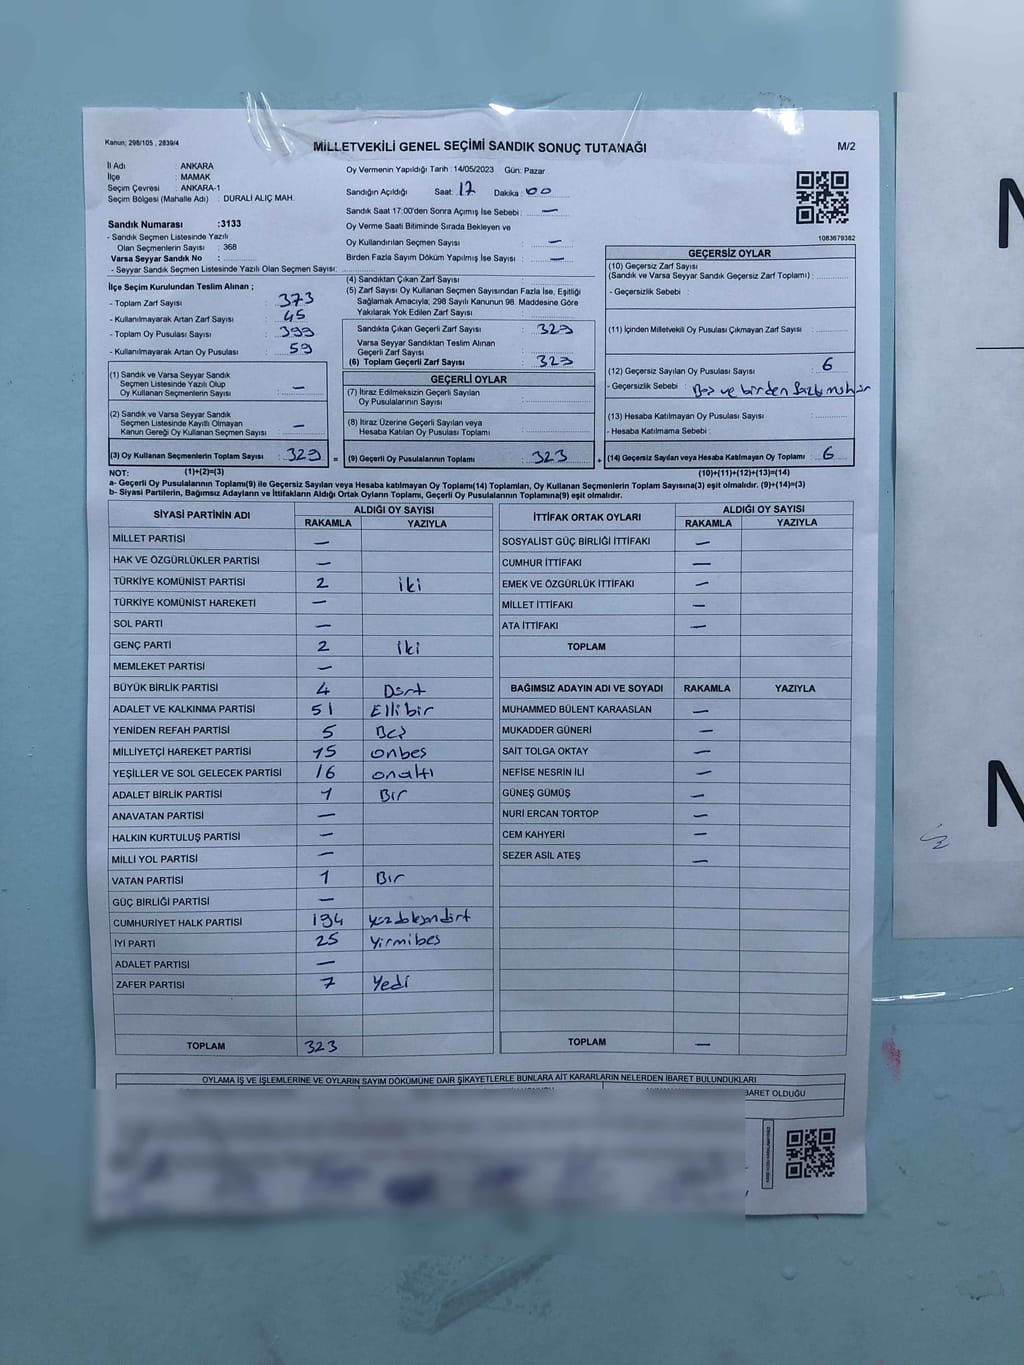 Kanun: 298/105 , 2839/4
MİLLETVEKİLİ GENEL SEÇİMİ SANDIK SONUÇ TUTANAĞI
M/2
İl Adı : ANKARA
İlçe : MAMAK
Seçim Çevresi : ANKARA-1
Seçim Bölgesi (Mahalle Adı) : DURALİ ALIÇ MAH.
Sandık Numarası :3133
- Sandık Seçmen Listesinde Yazılı
Olan Seçmenlerin Sayısı : 368
Varsa Seyyar Sandık No :
- Seyyar Sandık Seçmen Listesinde Yazılı Olan Seçmen Sayısı:
İlçe Seçim Kurulundan Teslim Alınan ;
- Toplam Zarf Sayısı : 373
- Kullanılmayarak Artan Zarf Sayısı : 45
- Toplam Oy Pusulası Sayısı : 399
- Kullanılmayarak Artan Oy Pusulası : 59
(1) Sandık ve Varsa Seyyar Sandık
Seçmen Listesinde Yazılı Olup
Oy Kullanan Seçmenlerin Sayısı : —
(2) Sandık ve Varsa Seyyar Sandık
Seçmen Listesinde Kayıtlı Olmayan
Kanun Gereği Oy Kullanan Seçmen Sayısı : —
(3) Oy Kullanan Seçmenlerin Toplam Sayısı : 329
Oy Vermenin Yapıldığı Tarih : 14/05/2023 Gün: Pazar
Sandığın Açıldığı Saat: 17 Dakika: 00
Sandık Saat 17:00'den Sonra Açımış İse Sebebi : —
Oy Verme Saati Bitiminde Sırada Bekleyen ve
Oy Kullandırılan Seçmen Sayısı : —
Birden Fazla Sayım Döküm Yapılmış İse Sayısı : —
(4) Sandıktan Çıkan Zarf Sayısı :
(5) Zarf Sayısı Oy Kullanan Seçmen Sayısından Fazla İse, Eşitliği
Sağlamak Amacıyla; 298 Sayılı Kanunun 98. Maddesine Göre
Yakılarak Yok Edilen Zarf Sayısı :
Sandıkta Çıkan Geçerli Zarf Sayısı : 329
Varsa Seyyar Sandıktan Teslim Alınan
Geçerli Zarf Sayısı :
(6) Toplam Geçerli Zarf Sayısı : 323
GEÇERLİ OYLAR
(7) İtiraz Edilmeksizin Geçerli Sayılan
Oy Pusulalarının Sayısı :
(8) İtiraz Üzerine Geçerli Sayılan veya
Hesaba Katılan Oy Pusulası Toplamı :
= (9) Geçerli Oy Pusulalarının Toplamı : 323 +
1083679382
GEÇERSİZ OYLAR
(10) Geçersiz Zarf Sayısı
(Sandık ve Varsa Seyyar Sandık Geçersiz Zarf Toplamı) :
- Geçersizlik Sebebi :
(11) İçinden Milletvekili Oy Pusulası Çıkmayan Zarf Sayısı :
(12) Geçersiz Sayılan Oy Pusulası Sayısı : 6
- Geçersizlik Sebebi : Boş ve birden fazla mühür
(13) Hesaba Katılmayan Oy Pusulası Sayısı :
- Hesaba Katılmama Sebebi :
(14) Geçersiz Sayılan veya Hesaba Katılmayan Oy Toplamı : 6
NOT: (1)+(2)=(3) (10)+(11)+(12)+(13)=(14)
a- Geçerli Oy Pusulalarının Toplamı(9) ile Geçersiz Sayılan veya Hesaba katılmayan Oy Toplamı(14) Toplamları, Oy Kullanan Seçmenlerin Toplam Sayısına(3) eşit olmalıdır. (9)+(14)=(3)
b- Siyasi Partilerin, Bağımsız Adayların ve İttifakların Aldığı Ortak Oyların Toplamı, Geçerli Oy Pusulalarının Toplamına(9) eşit olmalıdır.
SİYASİ PARTİNİN ADI ALDIĞI OY SAYISI
RAKAMLA YAZIYLA
MİLLET PARTİSİ —
HAK VE ÖZGÜRLÜKLER PARTİSİ —
TÜRKİYE KOMÜNİST PARTİSİ 2 iki
TÜRKİYE KOMÜNİST HAREKETİ —
SOL PARTİ —
GENÇ PARTİ 2 iki
MEMLEKET PARTİSİ —
BÜYÜK BİRLİK PARTİSİ 4 Dört
ADALET VE KALKINMA PARTİSİ 51 Ellibir
YENİDEN REFAH PARTİSİ 5 Beş
MİLLİYETÇİ HAREKET PARTİSİ 15 onbes
YEŞİLLER VE SOL GELECEK PARTİSİ 16 onaltı
ADALET BİRLİK PARTİSİ 1 Bir
ANAVATAN PARTİSİ —
HALKIN KURTULUŞ PARTİSİ —
MİLLİ YOL PARTİSİ —
VATAN PARTİSİ 1 Bir
GÜÇ BİRLİĞİ PARTİSİ —
CUMHURİYET HALK PARTİSİ 194 yüzdoksandört
İYİ PARTİ 25 Yirmibes
ADALET PARTİSİ —
ZAFER PARTİSİ 7 Yedi
TOPLAM 323
İTTİFAK ORTAK OYLARI ALDIĞI OY SAYISI
RAKAMLA YAZIYLA
SOSYALİST GÜÇ BİRLİĞİ İTTİFAKI —
CUMHUR İTTİFAKI —
EMEK VE ÖZGÜRLÜK İTTİFAKI —
MİLLET İTTİFAKI —
ATA İTTİFAKI —
TOPLAM
BAĞIMSIZ ADAYIN ADI VE SOYADI RAKAMLA YAZIYLA
MUHAMMED BÜLENT KARAASLAN —
MUKADDER GÜNERİ —
SAİT TOLGA OKTAY —
NEFİSE NESRİN İLİ —
GÜNEŞ GÜMÜŞ —
NURİ ERCAN TORTOP —
CEM KAHYERİ —
SEZER ASİL ATEŞ —
TOPLAM —
OYLAMA İŞ VE İŞLEMLERİNE VE OYLARIN SAYIM DÖKÜMÜNE DAİR ŞİKAYETLERLE BUNLARA AİT KARARLARIN NELERDEN İBARET BULUNDUKLARI
BARET OLDUĞU